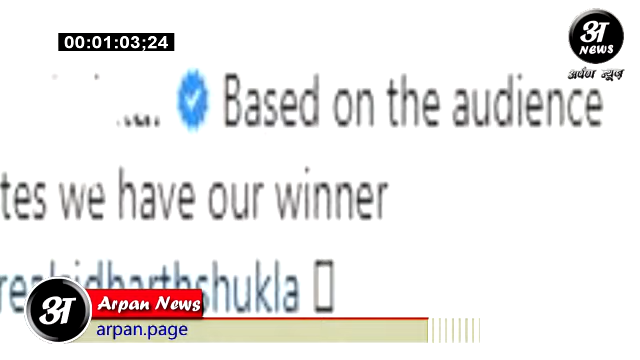 00:01:03;24
अ
NEWS
अर्पण न्यूज़
Based on the audience
tes we have our winner
residharthshukla
अ
Arpan News
arpan.page